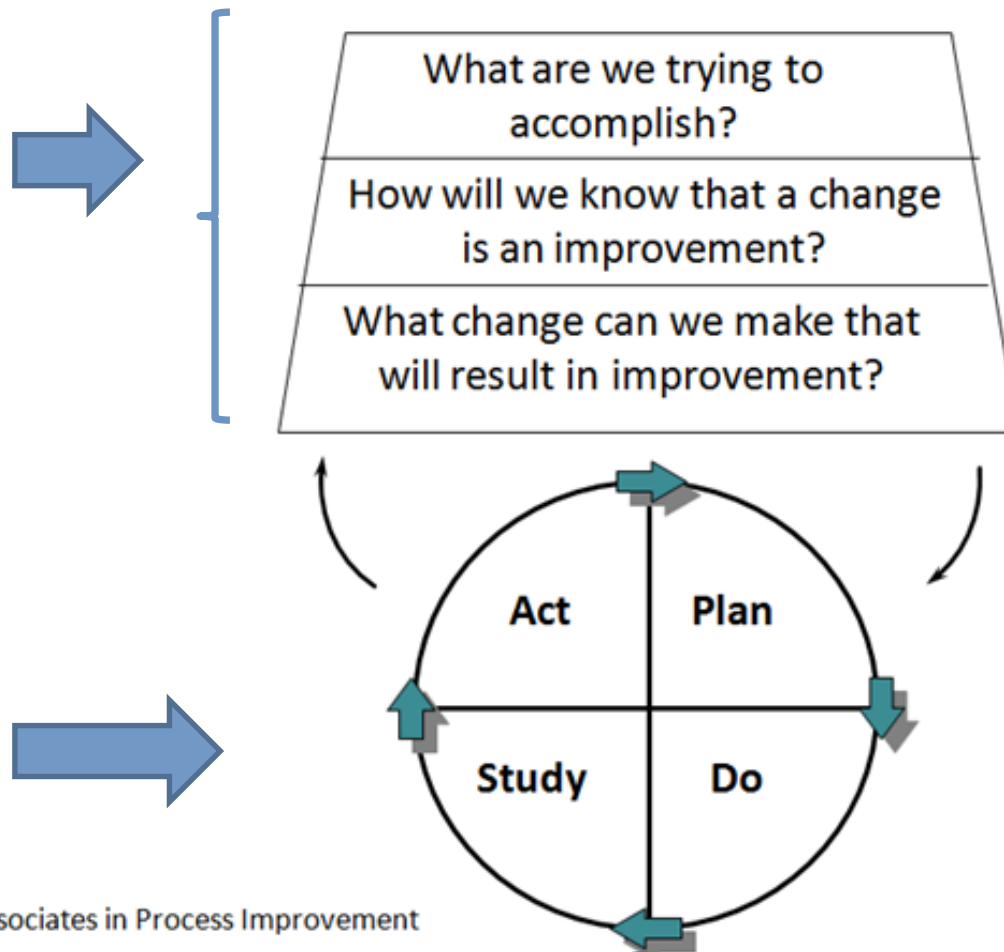 What are we trying to
accomplish?
How will we know that a change
is an improvement?
What change can we make that
will result in improvement?
Act
Plan
Study
Do
sociates in Process Improvement